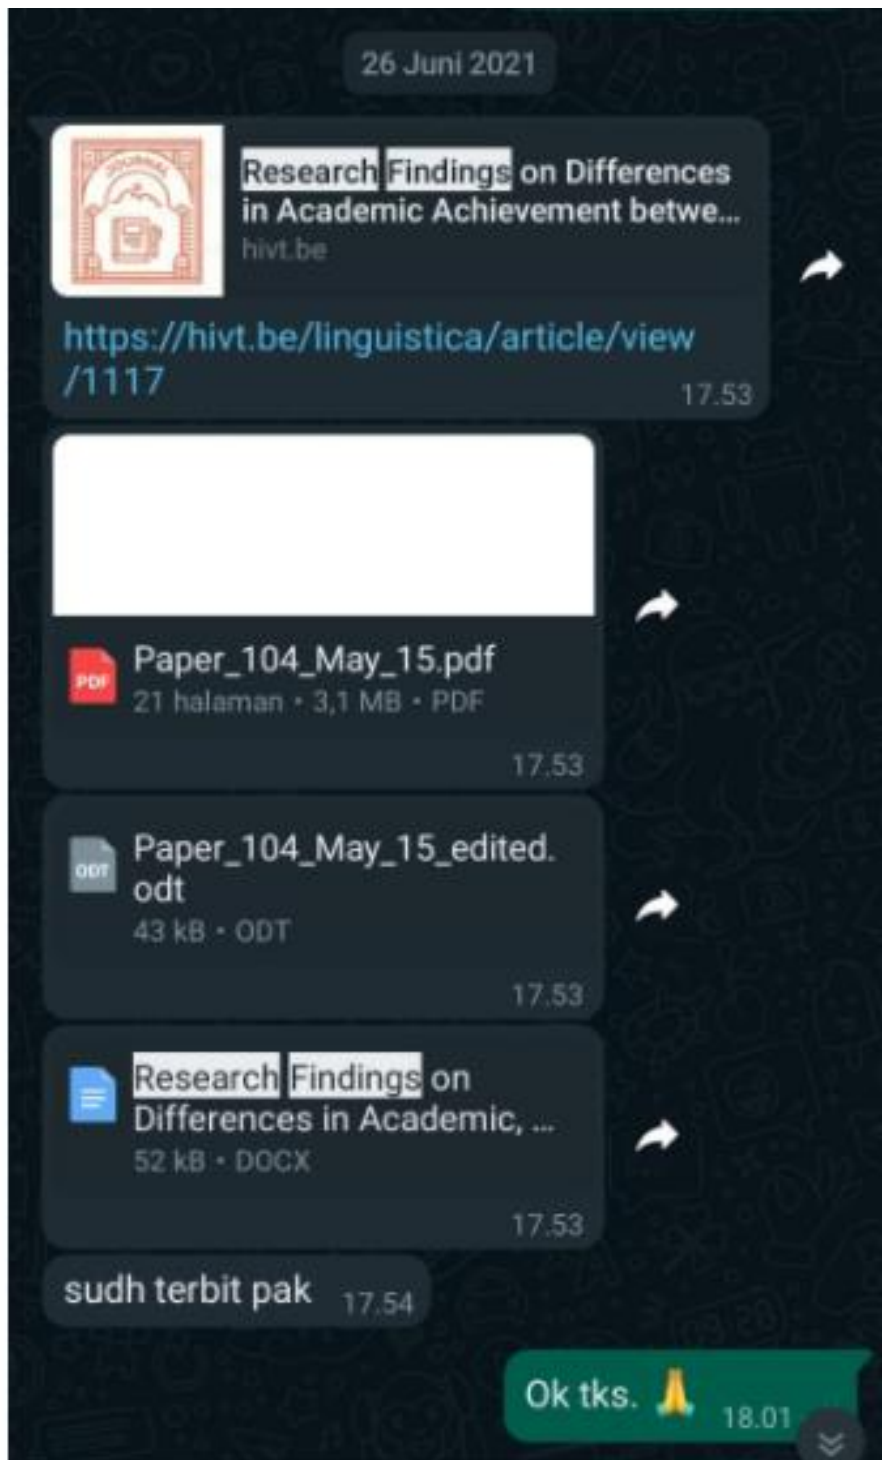 26 Juni 2021
JOURNAL
Research Findings on Differences
in Academic Achievement betwe...
hivt.be
https://hivt.be/linguistica/article/view
/1117
17.53
PDF
Paper_104_May_15.pdf
21 halaman • 3,1 MB • PDF
17.53
ODT
Paper_104_May_15_edited.
odt
43 kB • ODT
17.53
Research Findings on
Differences in Academic, ...
52 kB • DOCX
17.53
sudh terbit pak 17.54
Ok tks. 🙏 18.01